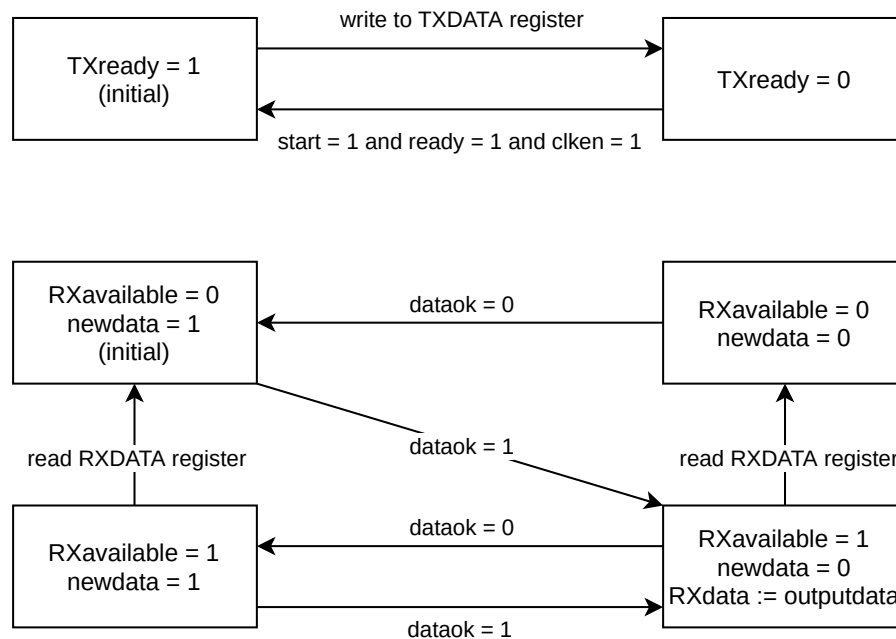 write to TXDATA register
TXready = 1
(initial)
TXready = 0
start = 1 and ready = 1 and clken = 1
RXavailable = 0
newdata = 1
(initial)
dataok = 0
RXavailable = 0
newdata = 0
read RXDATA register
dataok = 1
read RXDATA register
RXavailable = 1
newdata = 1
dataok = 0
RXavailable = 1
newdata = 0
RXdata := outputdata
dataok = 1